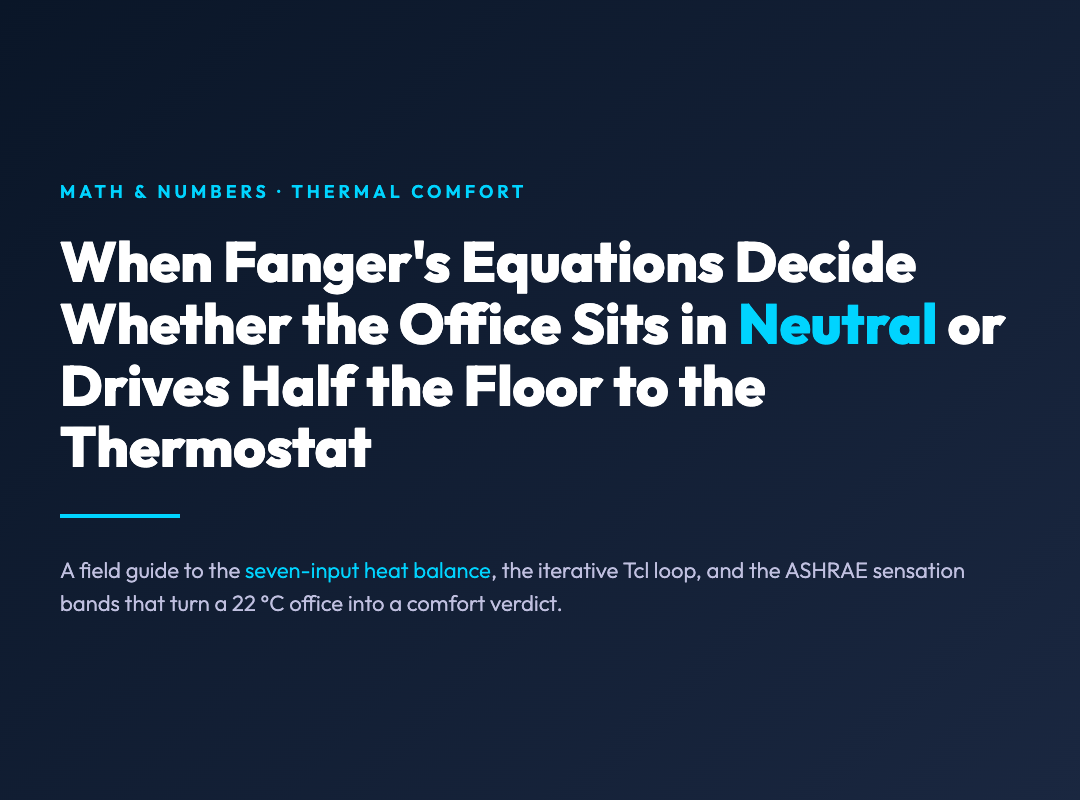 MATH & NUMBERS · THERMAL COMFORT
When Fanger's Equations Decide
Whether the Office Sits in Neutral or
Drives Half the Floor to the
Thermostat
A field guide to the seven-input heat balance, the iterative Tcl loop, and the ASHRAE sensation
bands that turn a 22 °C office into a comfort verdict.